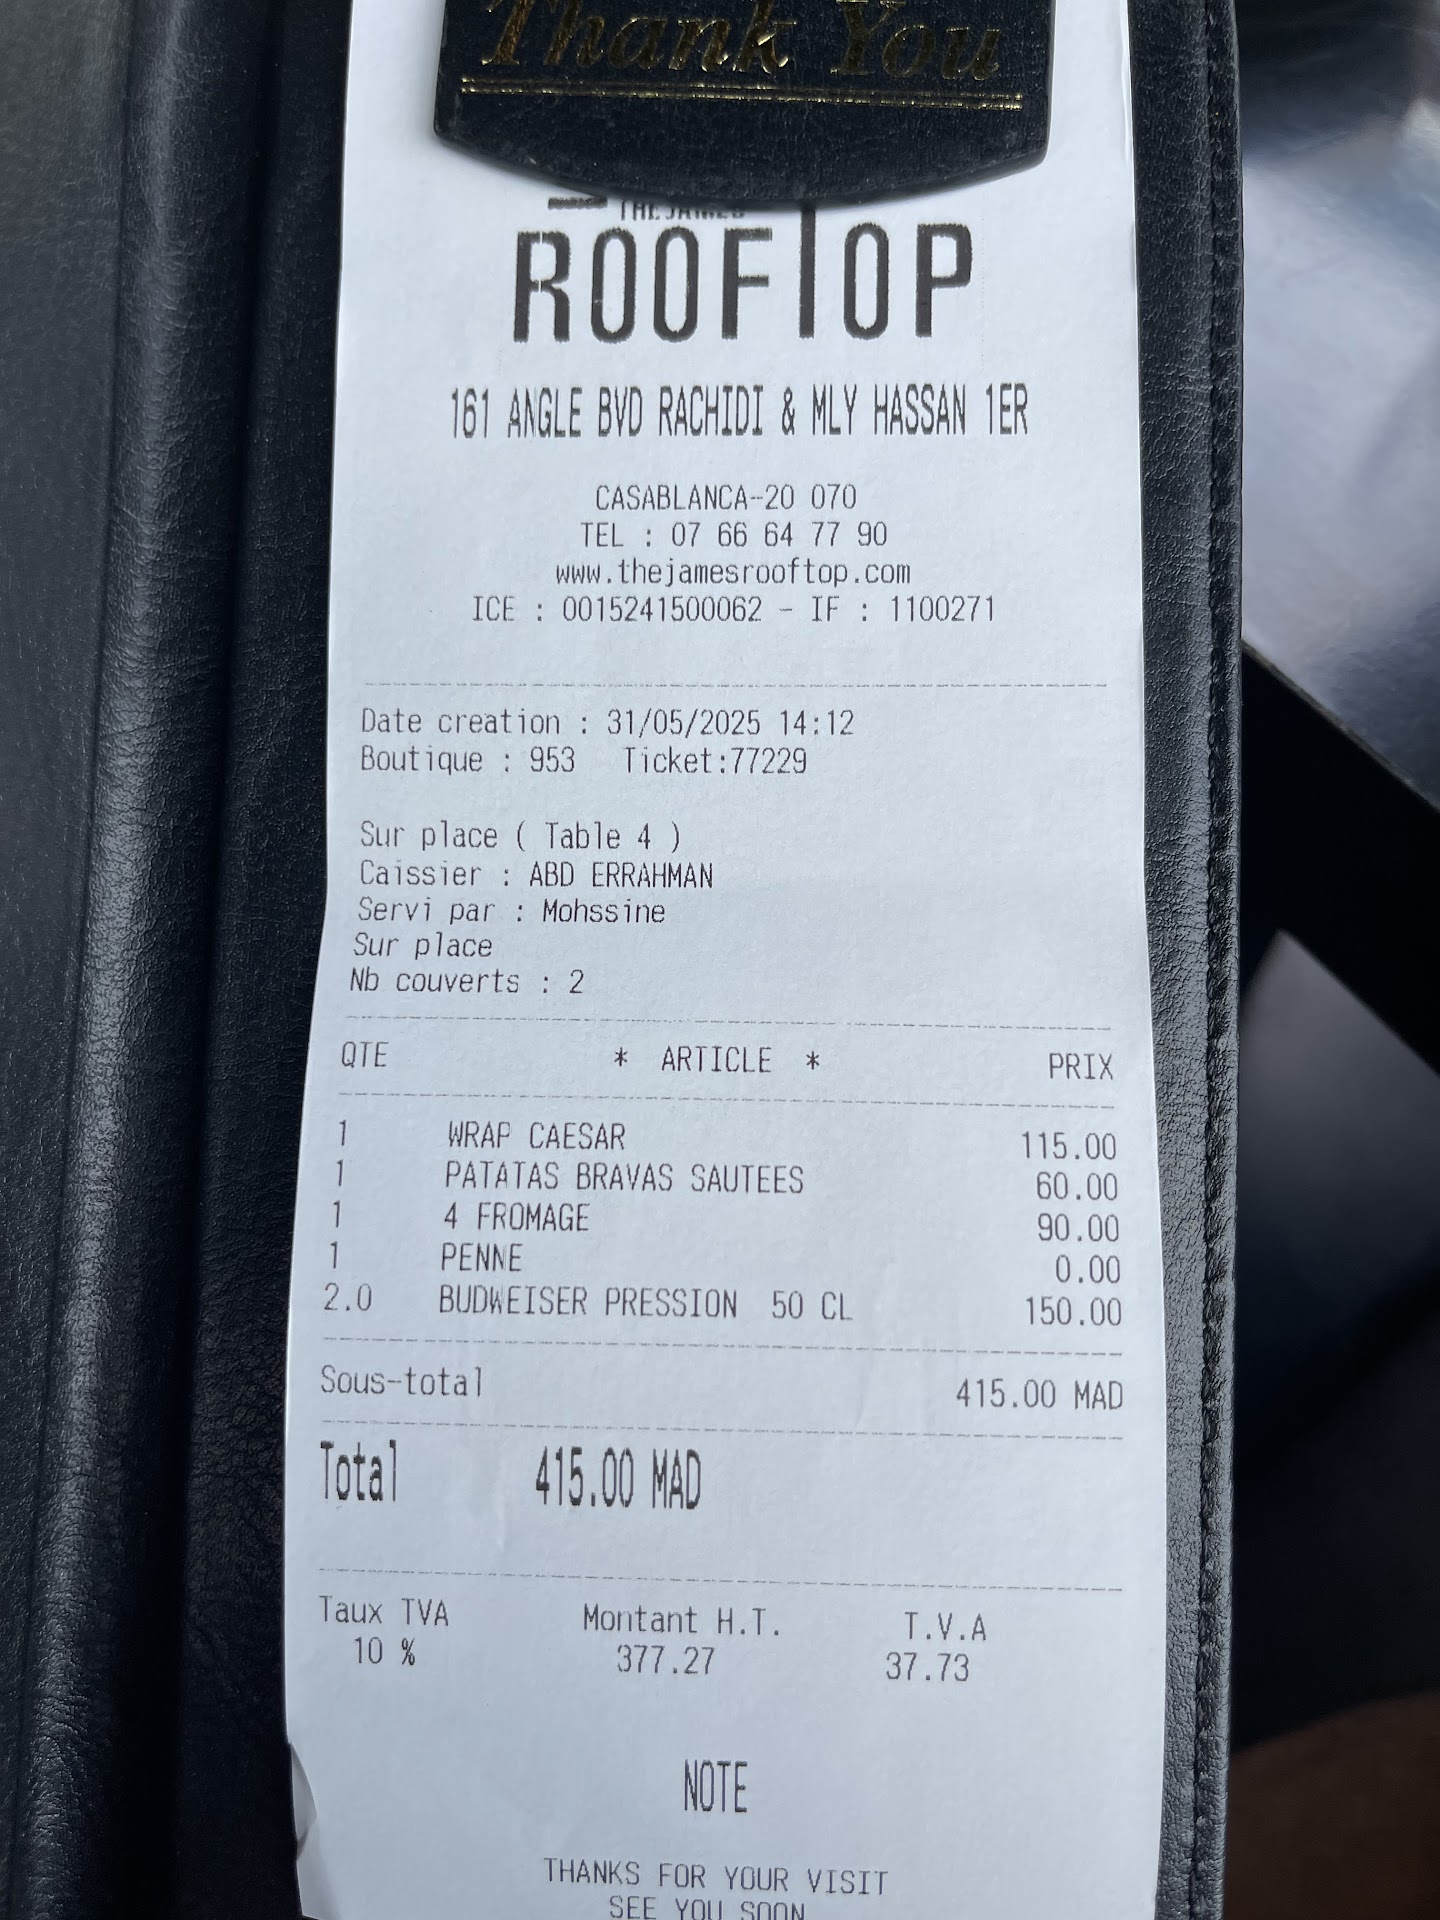 Thank You
THE JAMES
ROOFTOP
161 ANGLE BVD RACHIDI & MLY HASSAN 1ER
CASABLANCA-20 070
TEL : 07 66 64 77 90
www.thejamesrooftop.com
ICE : 0015241500062 - IF : 1100271
Date creation : 31/05/2025 14:12
Boutique : 953 Ticket:77229
Sur place ( Table 4 )
Caissier : ABD ERRAHMAN
Servi par : Mohssine
Sur place
Nb couverts : 2
QTE * ARTICLE * PRIX
1 WRAP CAESAR 115.00
1 PATATAS BRAVAS SAUTEES 60.00
1 4 FROMAGE 90.00
1 PENNE 0.00
2.0 BUDWEISER PRESSION 50 CL 150.00
Sous-total 415.00 MAD
Total 415.00 MAD
Taux TVA Montant H.T. T.V.A
10 % 377.27 37.73
NOTE
THANKS FOR YOUR VISIT
SEE YOU SOON